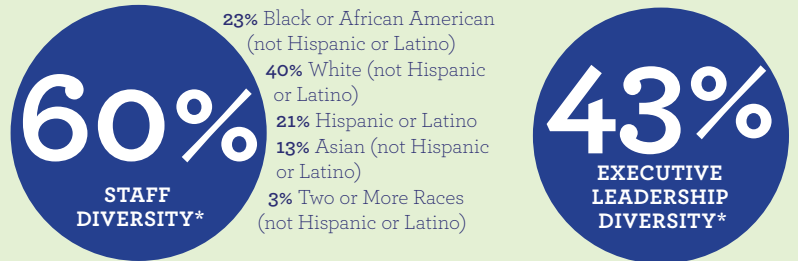 60%
STAFF
DIVERSITY*
23% Black or African American
(not Hispanic or Latino)
40% White (not Hispanic
or Latino)
21% Hispanic or Latino
13% Asian (not Hispanic
or Latino)
3% Two or More Races
(not Hispanic or Latino)
43%
EXECUTIVE
LEADERSHIP
DIVERSITY*